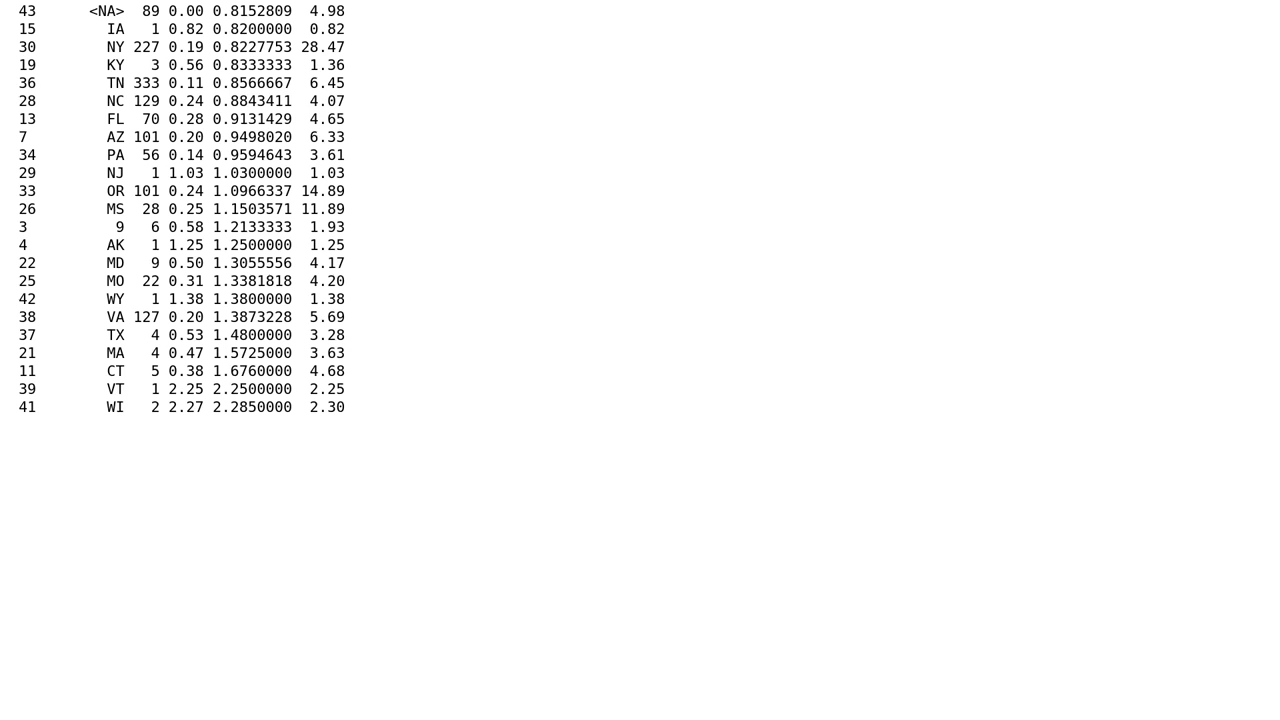 43      <NA>  89 0.00 0.8152809  4.98
15        IA   1 0.82 0.8200000  0.82
30        NY 227 0.19 0.8227753 28.47
19        KY   3 0.56 0.8333333  1.36
36        TN 333 0.11 0.8566667  6.45
28        NC 129 0.24 0.8843411  4.07
13        FL  70 0.28 0.9131429  4.65
7         AZ 101 0.20 0.9498020  6.33
34        PA  56 0.14 0.9594643  3.61
29        NJ   1 1.03 1.0300000  1.03
33        OR 101 0.24 1.0966337 14.89
26        MS  28 0.25 1.1503571 11.89
3          9   6 0.58 1.2133333  1.93
4         AK   1 1.25 1.2500000  1.25
22        MD   9 0.50 1.3055556  4.17
25        MO  22 0.31 1.3381818  4.20
42        WY   1 1.38 1.3800000  1.38
38        VA 127 0.20 1.3873228  5.69
37        TX   4 0.53 1.4800000  3.28
21        MA   4 0.47 1.5725000  3.63
11        CT   5 0.38 1.6760000  4.68
39        VT   1 2.25 2.2500000  2.25
41        WI   2 2.27 2.2850000  2.30